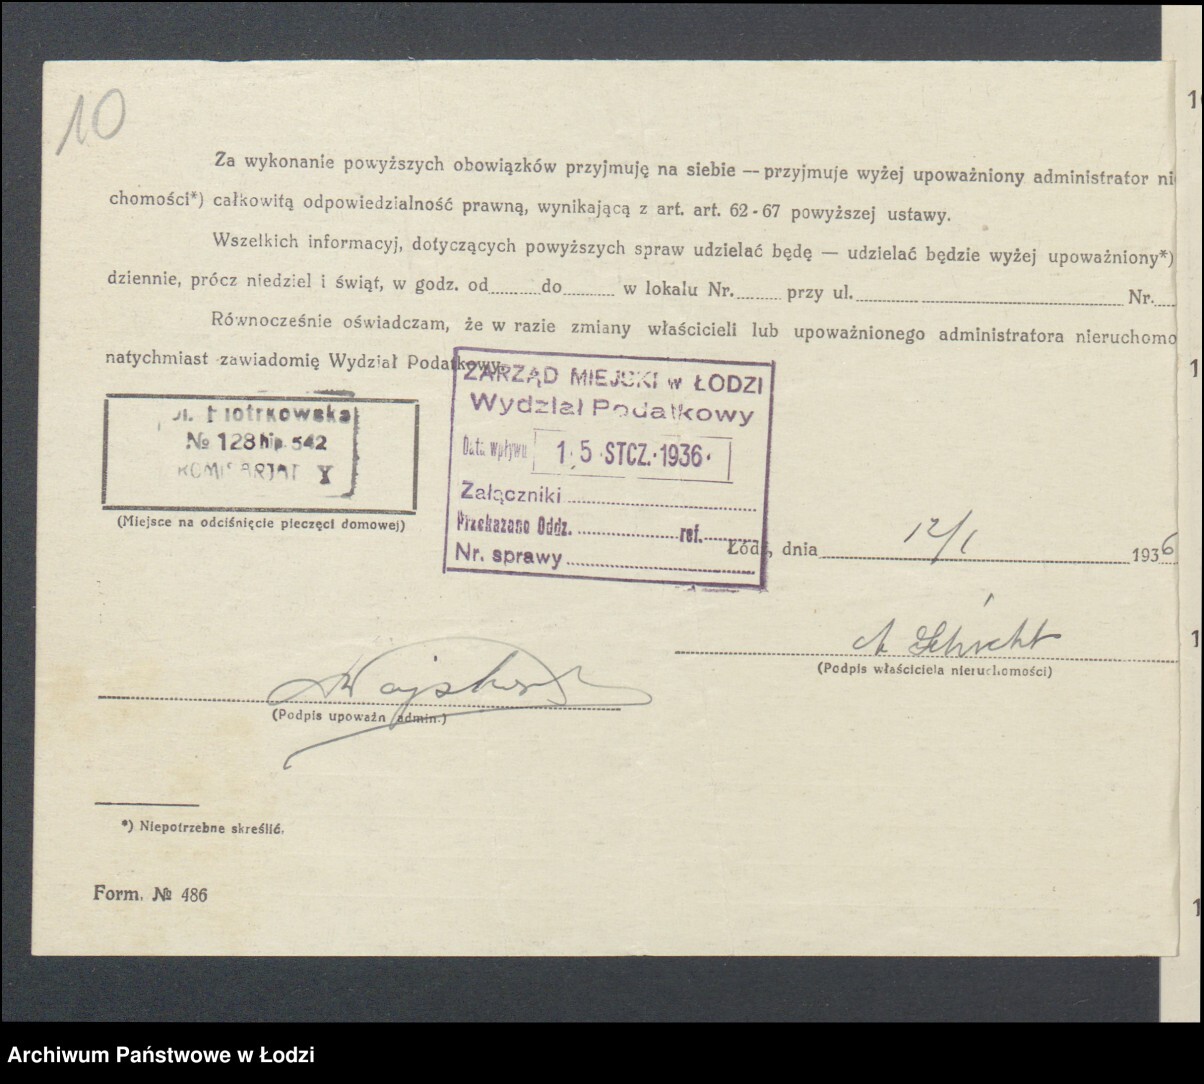 10
Za wykonanie powyższych obowiązków przyjmuję na siebie — przyjmuje wyżej upoważniony administrator ni
chomości*) całkowitą odpowiedzialność prawną, wynikającą z art. art. 62-67 powyższej ustawy.
Wszelkich informacyj, dotyczących powyższych spraw udzielać będę — udzielać będzie wyżej upoważniony*)
dziennie, prócz niedziel i świąt, w godz. od do w lokalu Nr. przy ul. Nr.
Równocześnie oświadczam, że w razie zmiany właścicieli lub upoważnionego administratora nieruchomo
natychmiast zawiadomię Wydział Podatkowy.
ul. Piotrkowska
№ 128 hip. 542
KOMISARJAT X
(Miejsce na odciśnięcie pieczęci domowej)
ZARZĄD MIEJSKI w ŁODZI
Wydział Podatkowy
Data wpływu 15 STCZ. 1936
Załączniki
Przekazano Oddz. ref.
Nr. sprawy
Łódź, dnia 12/I 1936
(Podpis właściciela nieruchomości)
(Podpis upoważn admin.)
*) Niepotrzebne skreślić.
Form. № 486
Archiwum Państwowe w Łodzi